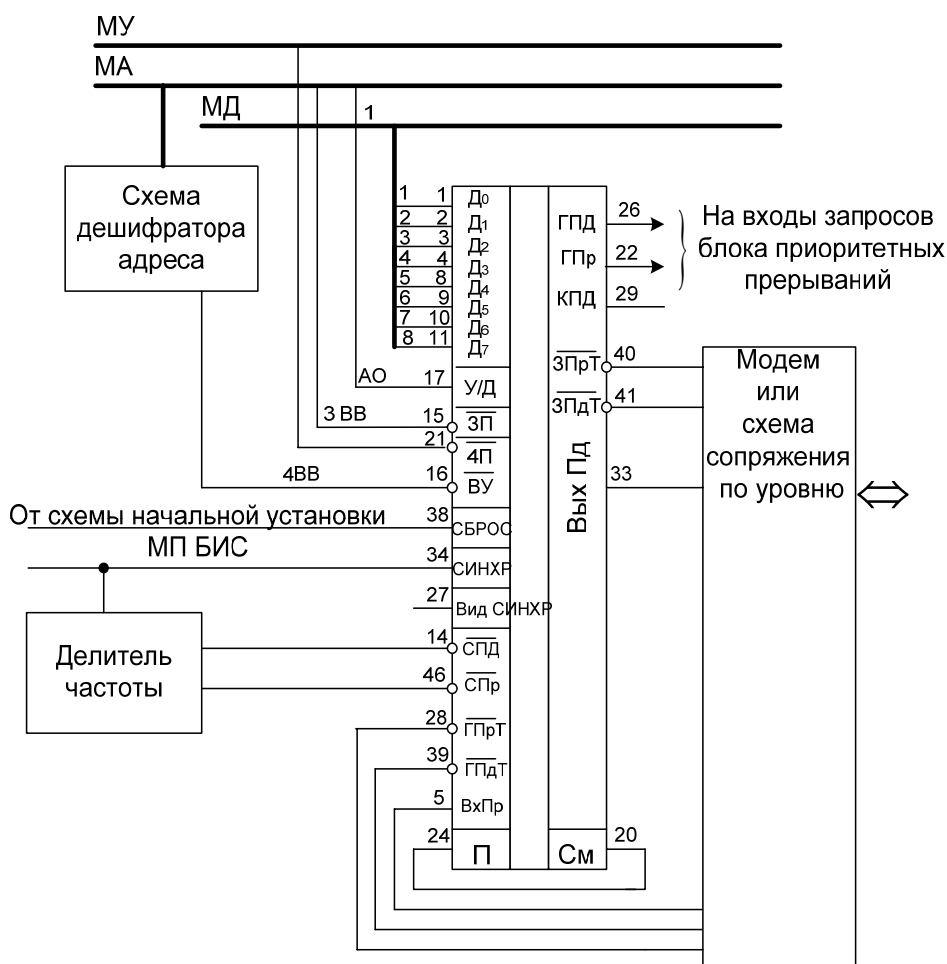 МУ
МА
МД
1
Схема
дешифратора
адреса
1 1 Д0
2 2 Д1
3 3 Д2
4 4 Д3
5 8 Д4
6 9 Д5
7 10 Д6
8 11 Д7
АО 17 У/Д
3 ВВ 15 ЗП
21 4П
4ВВ 16 ВУ
От схемы начальной установки
38 СБРОС
МП БИС
34 СИНХР
27 Вид СИНХР
Делитель
частоты
14 СПД
46 СПр
28 ГПрТ
39 ГПдТ
5 ВхПр
24 П
ГПД 26
ГПр 22
КПД 29
На входы запросов
блока приоритетных
прерываний
ЗПрТ 40
ЗПдТ 41
Вых Пд
33
См 20
Модем
или
схема
сопряжения
по уровню